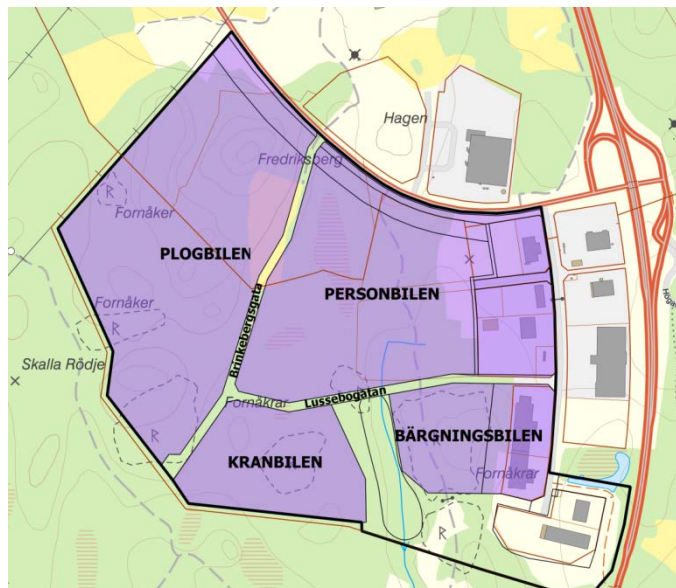 Hagen
Fredriksberg
Fornåker
PLOGBILEN
PERSONBILEN
Fornåker
R
Brinkebergsgata
Skalla Rödje
Lussebogatan
Fornåkrar
R
BÄRGNINGSBILEN
KRANBILEN
R
Fornåkrar
R